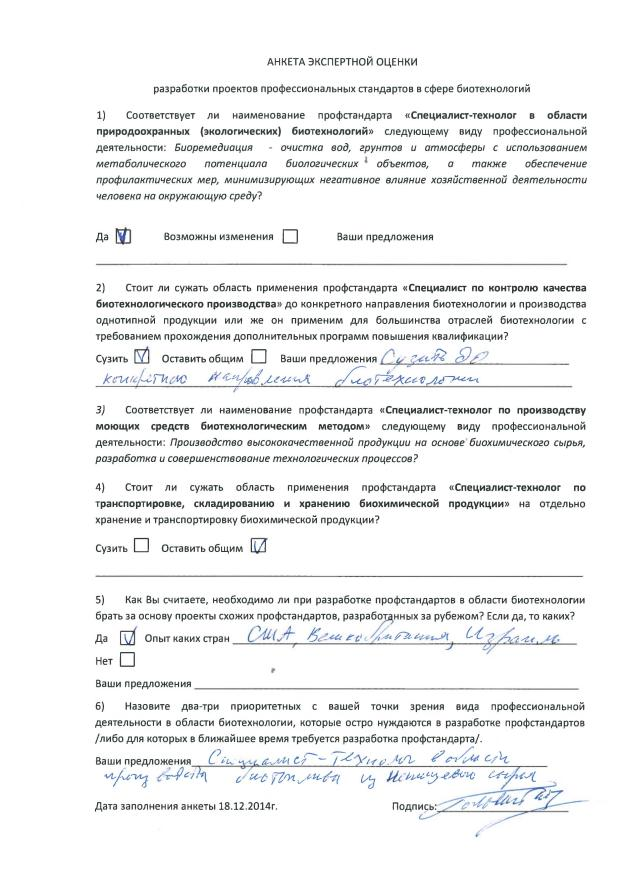 АНКЕТА ЭКСПЕРТНОЙ ОЦЕНКИ
разработки проектов профессиональных стандартов в сфере биотехнологий
1) Соответствует ли наименование профстандарта «Специалист-технолог в области
природоохранных (экологических) биотехнологий» следующему виду профессиональной
деятельности: Биоремедиация - очистка вод, грунтов и атмосферы с использованием
метаболического потенциала биологических объектов, а также обеспечение
профилактических мер, минимизирующих негативное влияние хозяйственной деятельности
человека на окружающую среду?
Да V Возможны изменения Ваши предложения
2) Стоит ли сужать область применения профстандарта «Специалист по контролю качества
биотехнологического производства» до конкретного направления биотехнологии и производства
однотипной продукции или же он применим для большинства отраслей биотехнологии с
требованием прохождения дополнительных программ повышения квалификации?
Сузить V Оставить общим Ваши предложения Сузить до
конкретного направления биотехнологии
3) Соответствует ли наименование профстандарта «Специалист-технолог по производству
моющих средств биотехнологическим методом» следующему виду профессиональной
деятельности: Производство высококачественной продукции на основе биохимического сырья,
разработка и совершенствование технологических процессов?
4) Стоит ли сужать область применения профстандарта «Специалист-технолог по
транспортировке, складированию и хранению биохимической продукции» на отдельно
хранение и транспортировку биохимической продукции?
Сузить Оставить общим V
5) Как Вы считаете, необходимо ли при разработке профстандартов в области биотехнологии
брать за основу проекты схожих профстандартов, разработанных за рубежом? Если да, то каких?
Да V Опыт каких стран США, Великобритания, Израиль
Нет
Ваши предложения
6) Назовите два-три приоритетных с вашей точки зрения вида профессиональной
деятельности в области биотехнологии, которые остро нуждаются в разработке профстандартов
/либо для которых в ближайшее время требуется разработка профстандарта/.
Ваши предложения Специалист-технолог в области
производства биотоплива из непищевого сырья
Дата заполнения анкеты 18.12.2014г. Подпись: